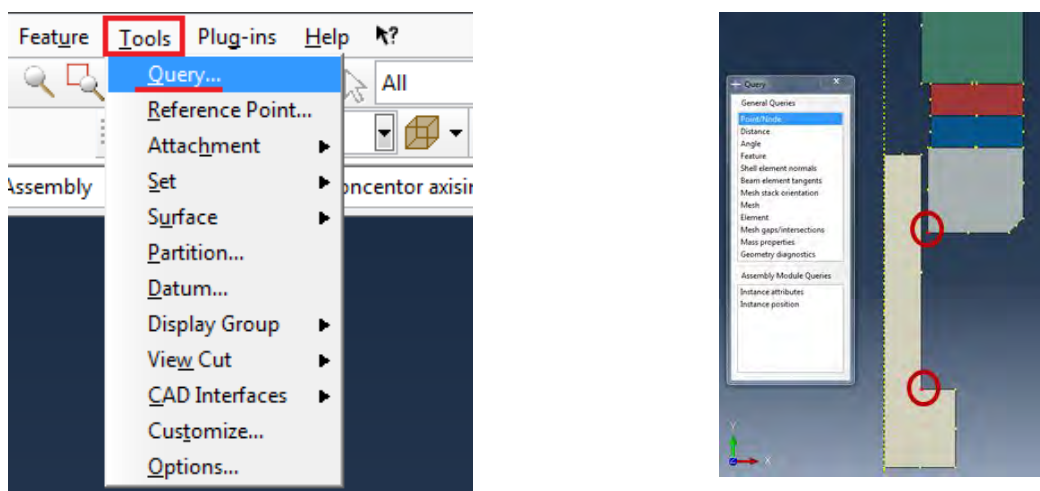 Feature Tools Plug-ins Help
All
Query...
Reference Point...
Attachment
Assembly
Set
oncentor axisin
Surface
Partition...
Datum...
Display Group
View Cut
CAD Interfaces
Customize...
Options...
Query
General Queries
Point/Node
Distance
Angle
Feature
Shell element normals
Beam element tangents
Mesh stack orientation
Mesh
Element
Mesh gaps/intersections
Mass properties
Geometry diagnostics
Assembly Module Queries
Instance attributes
Instance position
Y
X